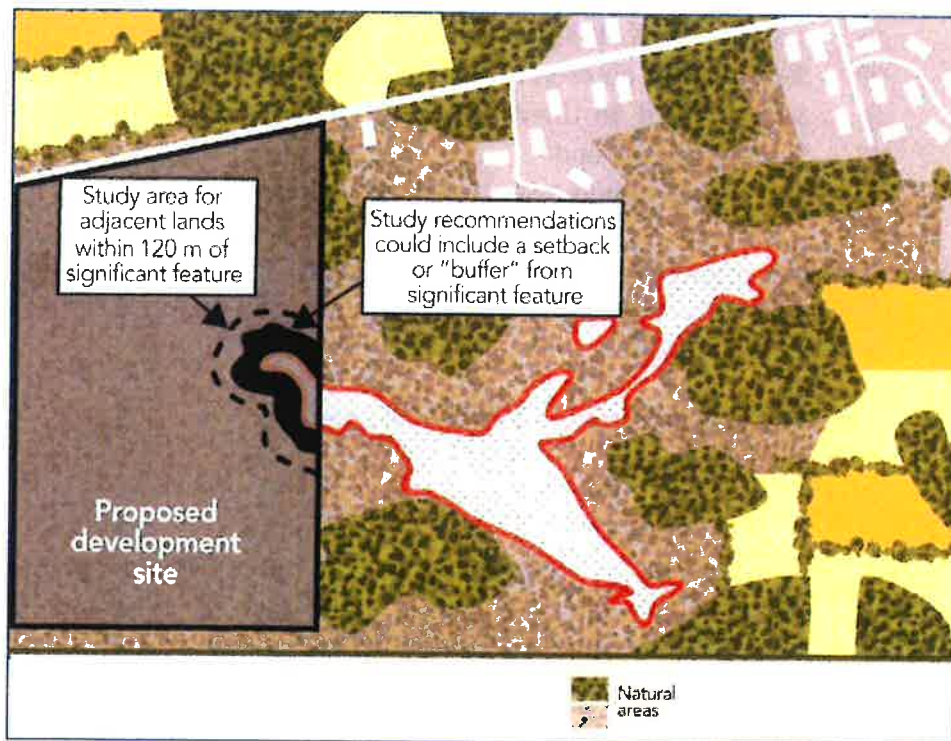 Study area for
adjacent lands
within 120 m of
significant feature
Study recommendations
could include a setback
or "buffer" from
significant feature
Proposed
development
site
Natural
areas